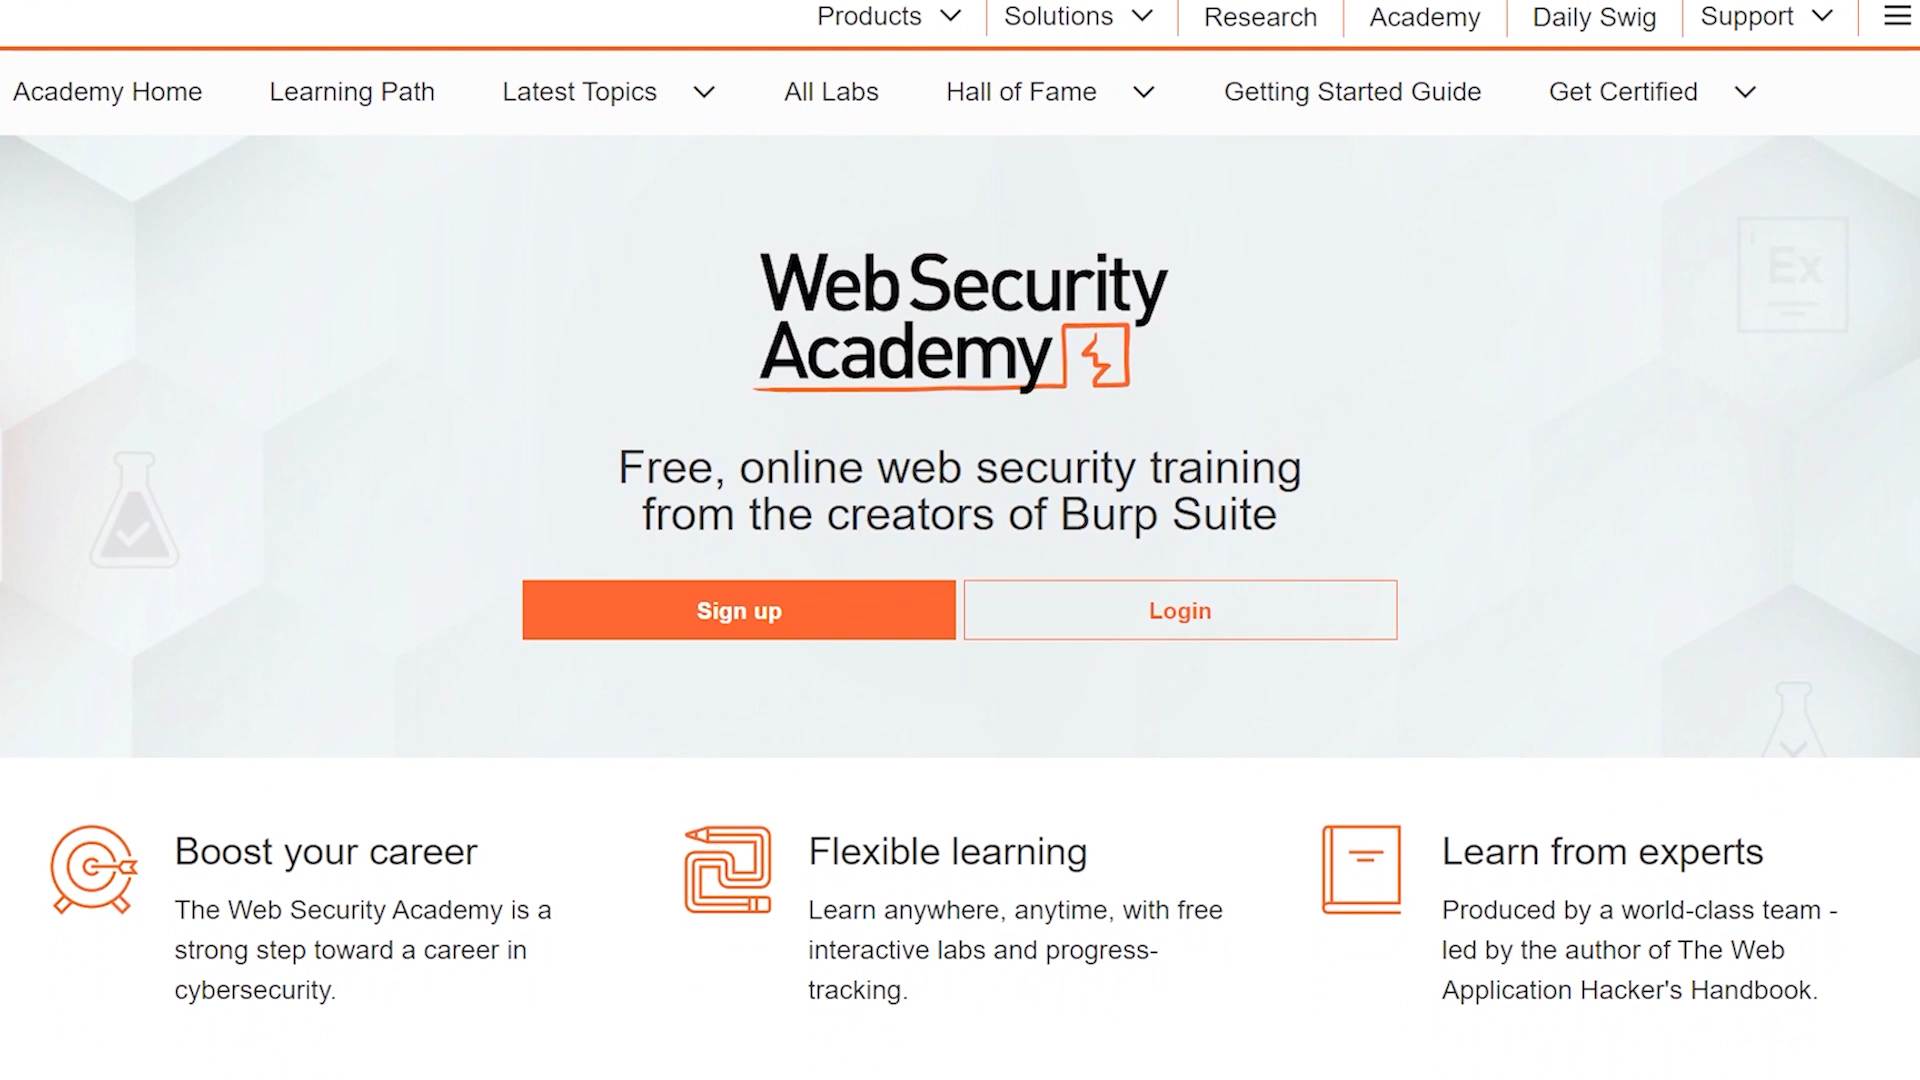 Products Solutions Research Academy Daily Swig Support
Academy Home Learning Path Latest Topics All Labs Hall of Fame Getting Started Guide Get Certified
Web Security
Academy
Ex
Free, online web security training
from the creators of Burp Suite
Sign up Login
Boost your career
The Web Security Academy is a
strong step toward a career in
cybersecurity.
Flexible learning
Learn anywhere, anytime, with free
interactive labs and progress-
tracking.
Learn from experts
Produced by a world-class team -
led by the author of The Web
Application Hacker's Handbook.